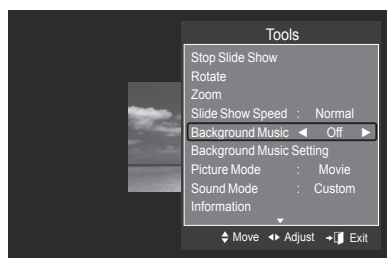 Tools
Stop Slide Show
Rotate
Zoom
Slide Show Speed : Normal
Background Music ◄ Off ►
Background Music Setting
Picture Mode : Movie
Sound Mode : Custom
Information
Move Adjust Exit